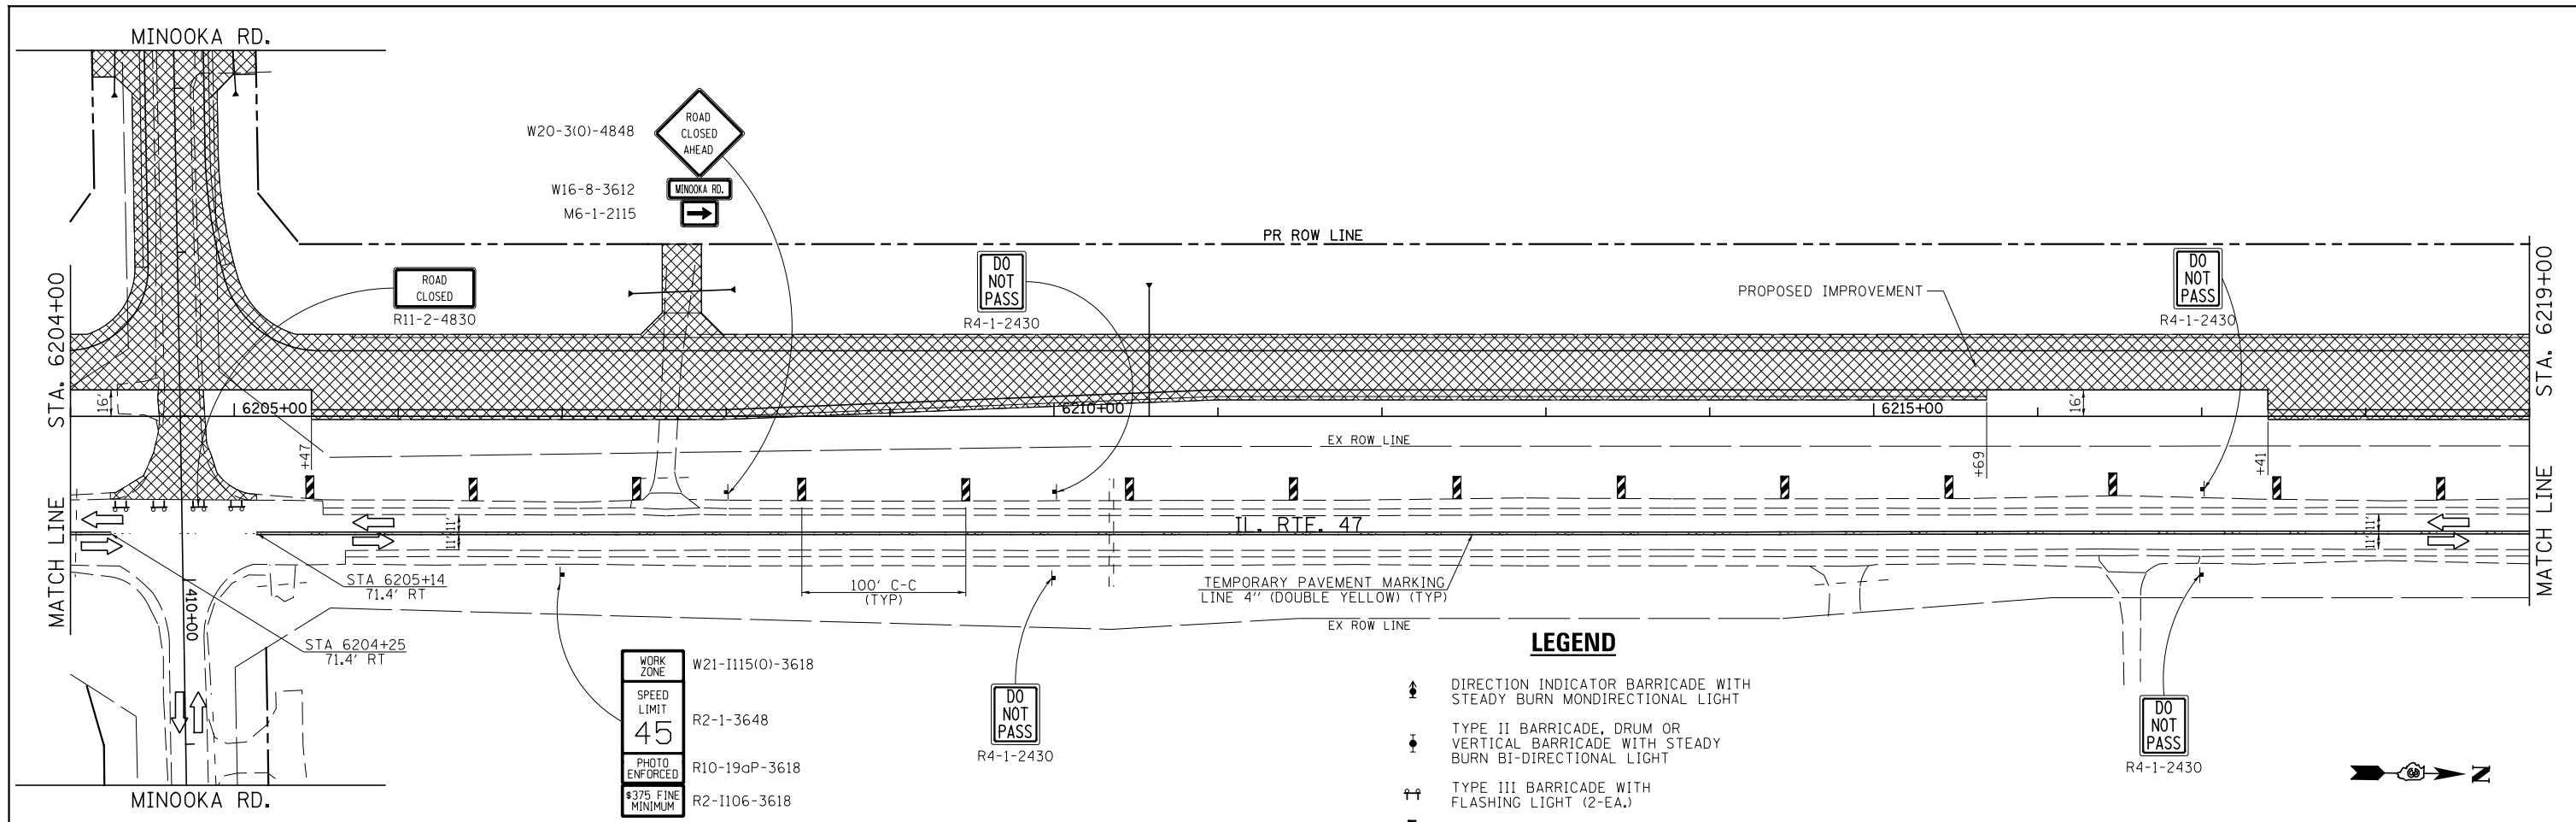 MINOOKA RD.
W20-3(O)-4848
ROAD
CLOSED
AHEAD
W16-8-3612
MINOOKA RD.
M6-1-2115
ROAD
CLOSED
R11-2-4830
PR ROW LINE
DO
NOT
PASS
R4-1-2430
PROPOSED IMPROVEMENT
DO
NOT
PASS
R4-1-2430
STA. 6204+00
STA. 6219+00
16'
6205+00
6210+00
6215+00
16'
+47
EX ROW LINE
+69
+41
MATCH LINE
MATCH LINE
11'
11'
IL. RTE. 47
11'
11'
STA 6205+14
71.4' RT
410+00
100' C-C
(TYP)
TEMPORARY PAVEMENT MARKING
LINE 4'' (DOUBLE YELLOW) (TYP)
STA 6204+25
71.4' RT
EX ROW LINE
WORK
ZONE
W21-I115(O)-3618
SPEED
LIMIT
45
R2-1-3648
PHOTO
ENFORCED
R10-19aP-3618
$375 FINE
MINIMUM
R2-I106-3618
DO
NOT
PASS
R4-1-2430
LEGEND
DIRECTION INDICATOR BARRICADE WITH
STEADY BURN MONDIRECTIONAL LIGHT
TYPE II BARRICADE, DRUM OR
VERTICAL BARRICADE WITH STEADY
BURN BI-DIRECTIONAL LIGHT
TYPE III BARRICADE WITH
FLASHING LIGHT (2-EA.)
DO
NOT
PASS
R4-1-2430
N
MINOOKA RD.